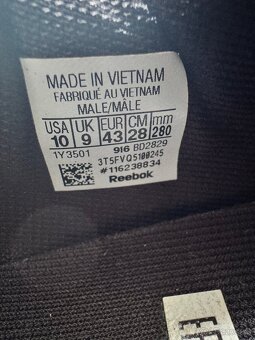 MADE IN VIETNAM
FABRIQUÉ AU VIETNAM
MALE/MÂLE
USA UK EUR CM mm
10 9 43 28 280
1Y3501 916 BD2829
3T5FVQ5100245
#116238834
Reebok